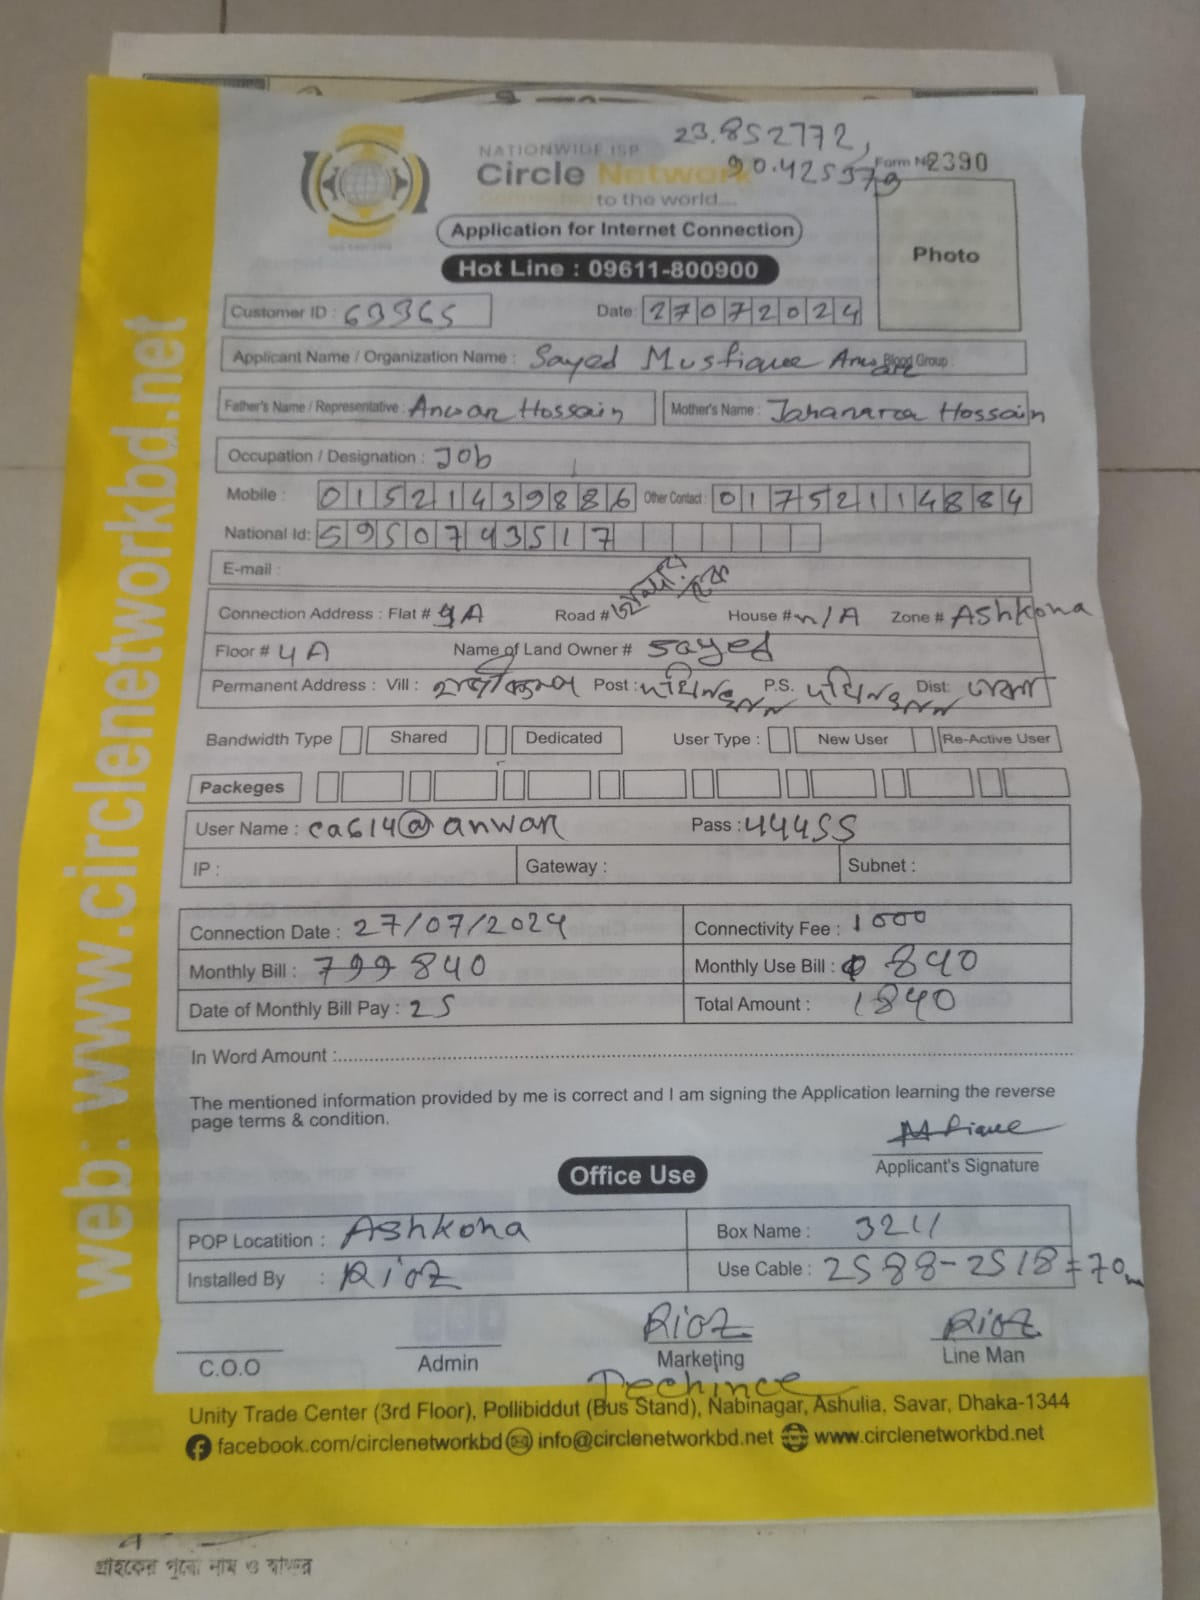 23.852772,
NATIONWIDE ISP
90.425379
Form Nº 2390
Circle Network
to the world....
Application for Internet Connection
Photo
Hot Line : 09611-800900
Customer ID : 69965 Date: 27072024
Applicant Name / Organization Name : Sayed Musfique Blood Group :
Father's Name / Representative : Anwar Hossain Mother's Name : Jahanara Hossain
Occupation / Designation : Job
Mobile : 01521439886 Other Contact : 01752114884
National Id: 5950743517
E-mail :
Connection Address : Flat # 4A Road # House # n/A Zone # Ashkona
Floor # 4A Name of Land Owner # Sayed
Permanent Address : Vill : Post : P.S. Dist:
Bandwidth Type Shared Dedicated User Type : New User Re-Active User
Packeges
User Name : ca614@anwar Pass : 44455
IP : Gateway : Subnet :
Connection Date : 27/07/2024 Connectivity Fee : 1000
Monthly Bill : 799 840 Monthly Use Bill : 840
Date of Monthly Bill Pay : 25 Total Amount : 1840
In Word Amount :
The mentioned information provided by me is correct and I am signing the Application learning the reverse
page terms & condition.
Applicant's Signature
Office Use
POP Locatition : Ashkona Box Name : 3211
Installed By : Rioz Use Cable : 2588-2518=70m
Rioz Rioz
C.O.O Admin Marketing Line Man
Unity Trade Center (3rd Floor), Pollibiddut (Bus Stand), Nabinagar, Ashulia, Savar, Dhaka-1344
facebook.com/circlenetworkbd info@circlenetworkbd.net www.circlenetworkbd.net
web: www.circlenetworkbd.net
গ্রাহকের পুরো নাম ও স্বাক্ষর